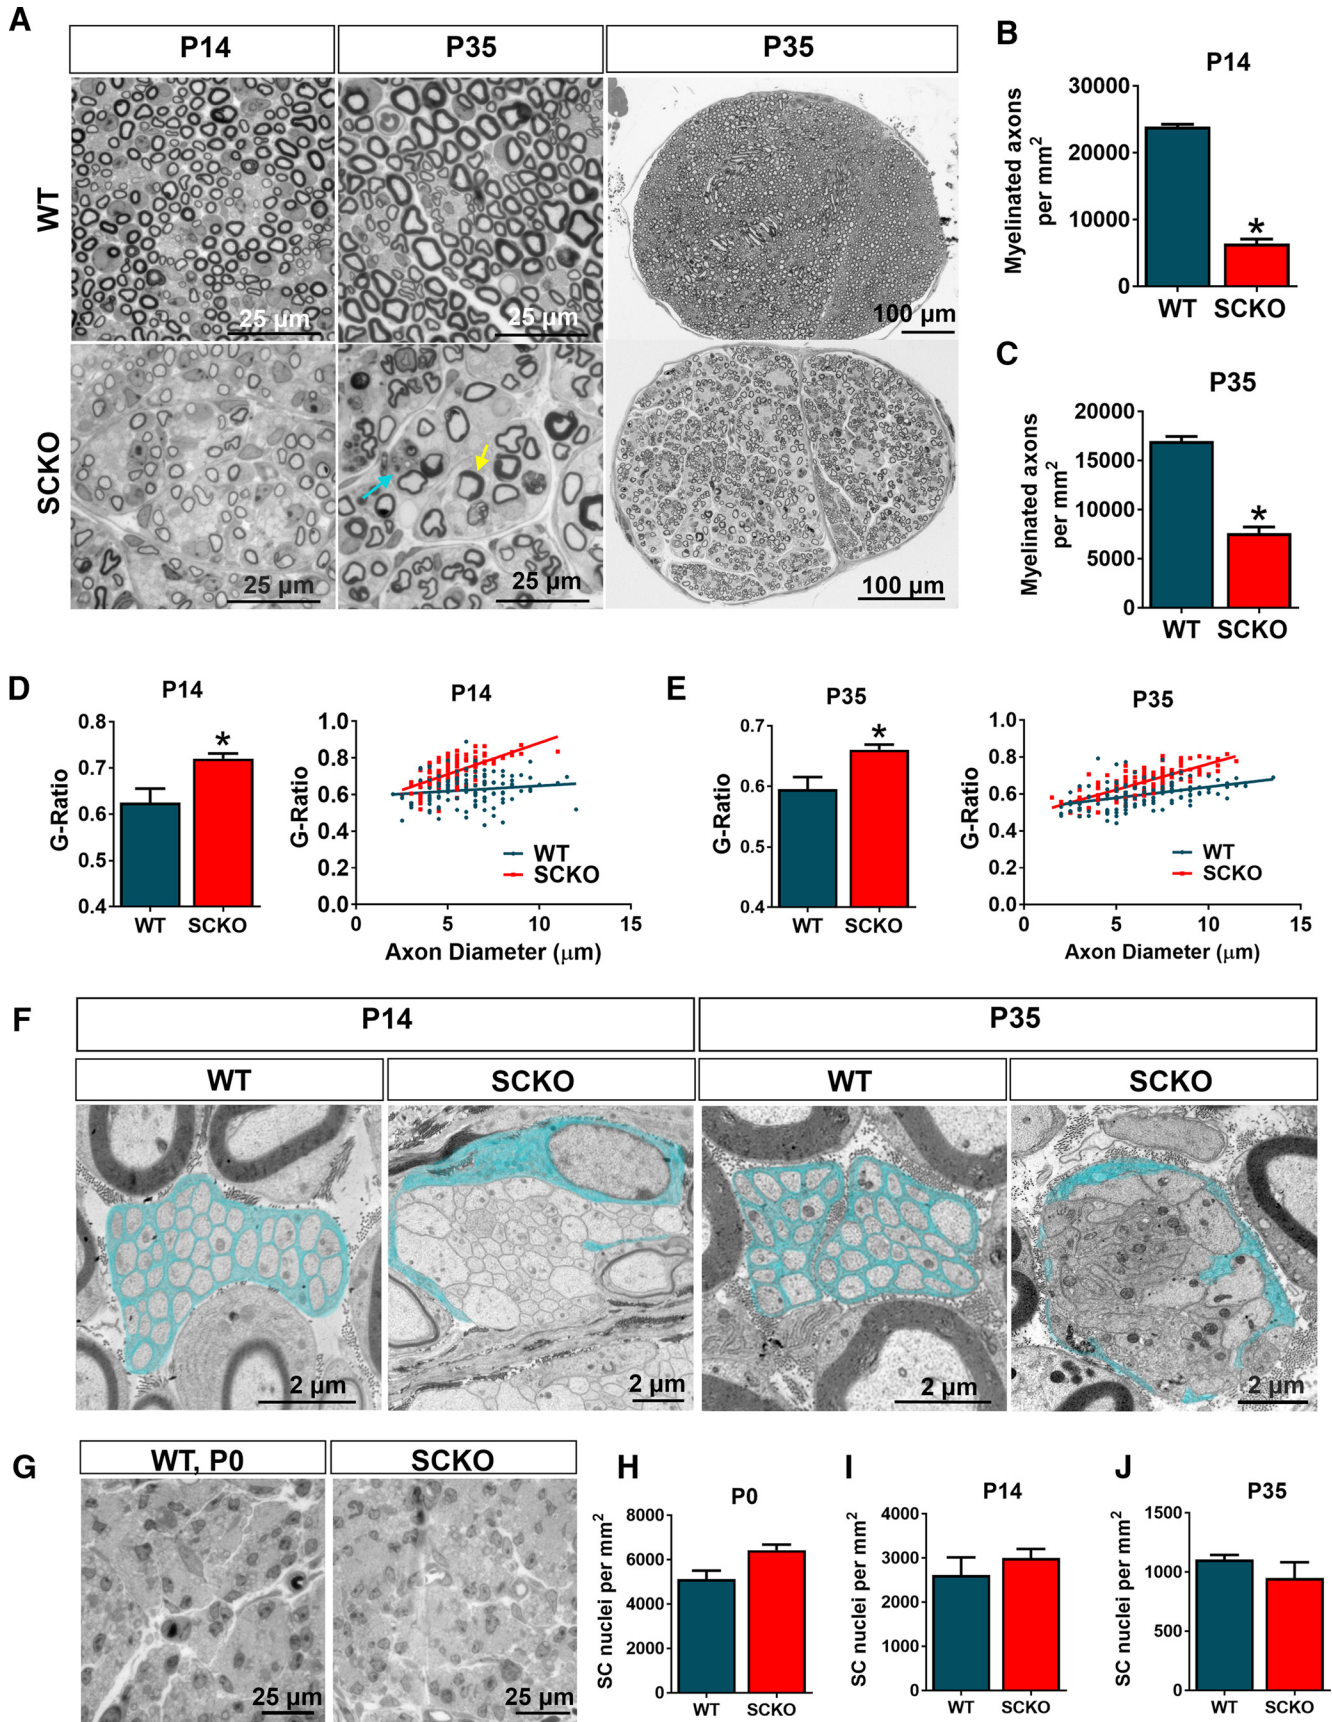 A
P14
P35
P35
WT
25 µm
25 µm
100 µm
SCKO
25 µm
25 µm
100 µm
B
P14
Myelinated axons
per mm2
30000
20000
10000
0
*
WT SCKO
C
P35
Myelinated axons
per mm2
20000
15000
10000
5000
0
*
WT SCKO
D
P14
G-Ratio
0.8
0.7
0.6
0.5
0.4
*
WT SCKO
P14
G-Ratio
1.0
0.8
0.6
0.4
0.2
0.0
WT
SCKO
0 5 10 15
Axon Diameter (µm)
E
P35
G-Ratio
0.7
0.6
0.5
0.4
*
WT SCKO
P35
G-Ratio
1.0
0.8
0.6
0.4
0.2
0.0
WT
SCKO
0 5 10 15
Axon Diameter (µm)
F
P14
P35
WT
SCKO
WT
SCKO
2 µm
2 µm
2 µm
2 µm
G
WT, P0
SCKO
25 µm
25 µm
H
P0
SC nuclei per mm2
8000
6000
4000
2000
0
WT SCKO
I
P14
SC nuclei per mm2
4000
3000
2000
1000
0
WT SCKO
J
P35
SC nuclei per mm2
1500
1000
500
0
WT SCKO